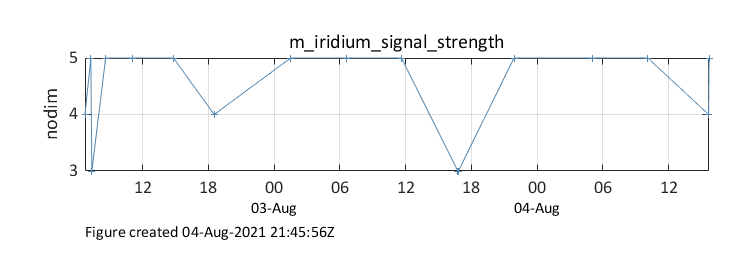 m_iridium_signal_strength
nodim
5
4
3
12 18 00 06 12 18 00 06 12
03-Aug 04-Aug
Figure created 04-Aug-2021 21:45:56Z